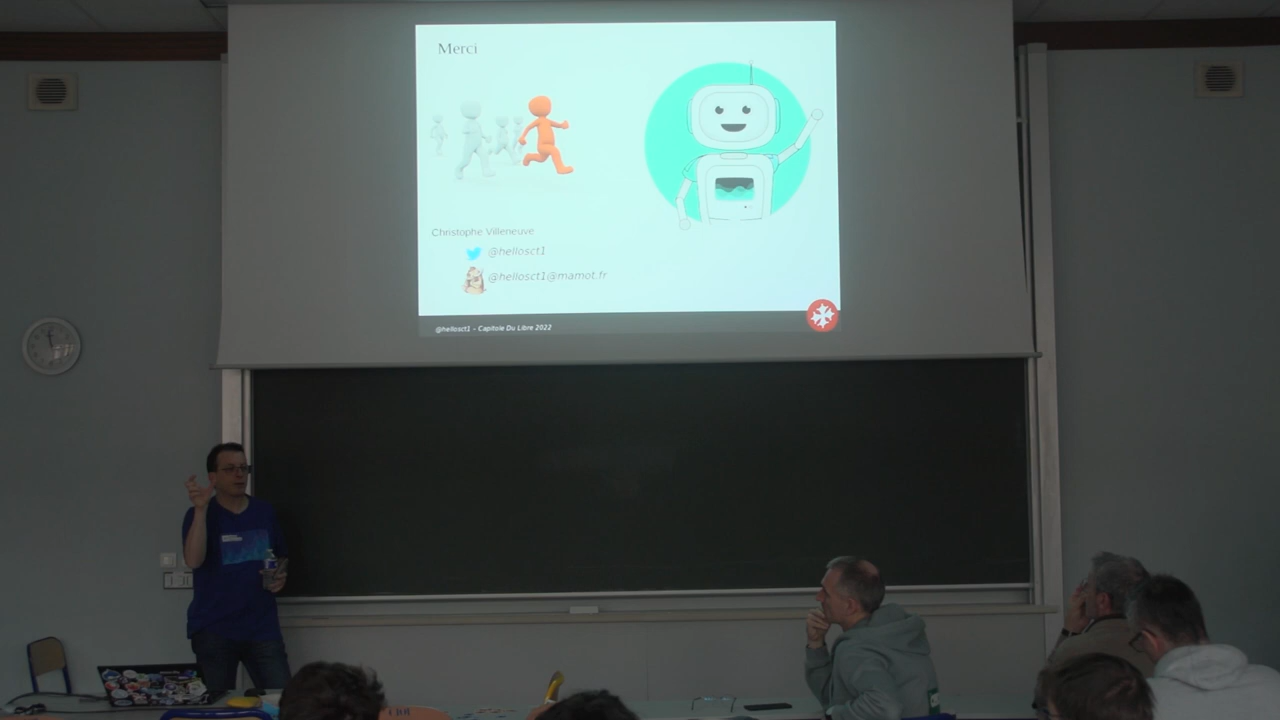 Merci
Christophe Villeneuve
@hellosct1
@hellosct1@mamot.fr
@hellosct1 - Capitole Du Libre 2022